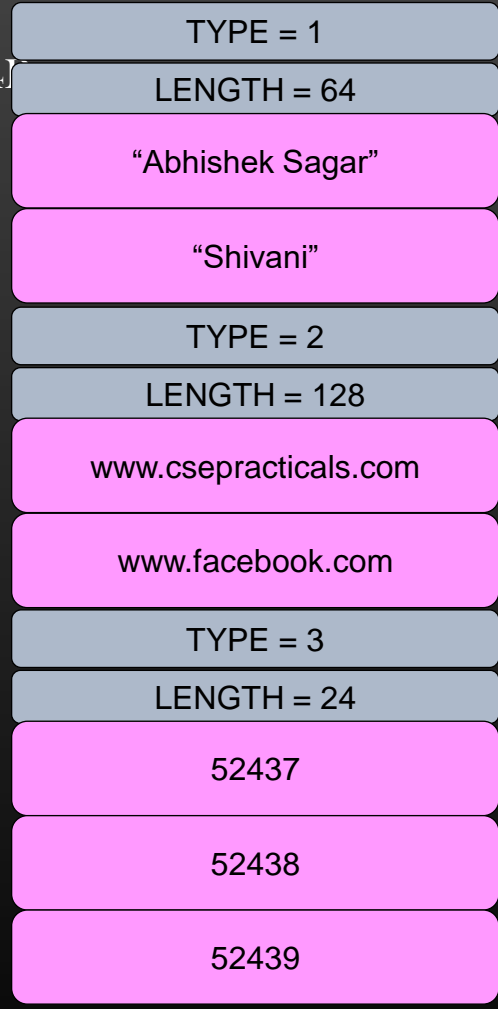 TYPE = 1
LENGTH = 64
“Abhishek Sagar”
“Shivani”
TYPE = 2
LENGTH = 128
www.csepracticals.com
www.facebook.com
TYPE = 3
LENGTH = 24
52437
52438
52439